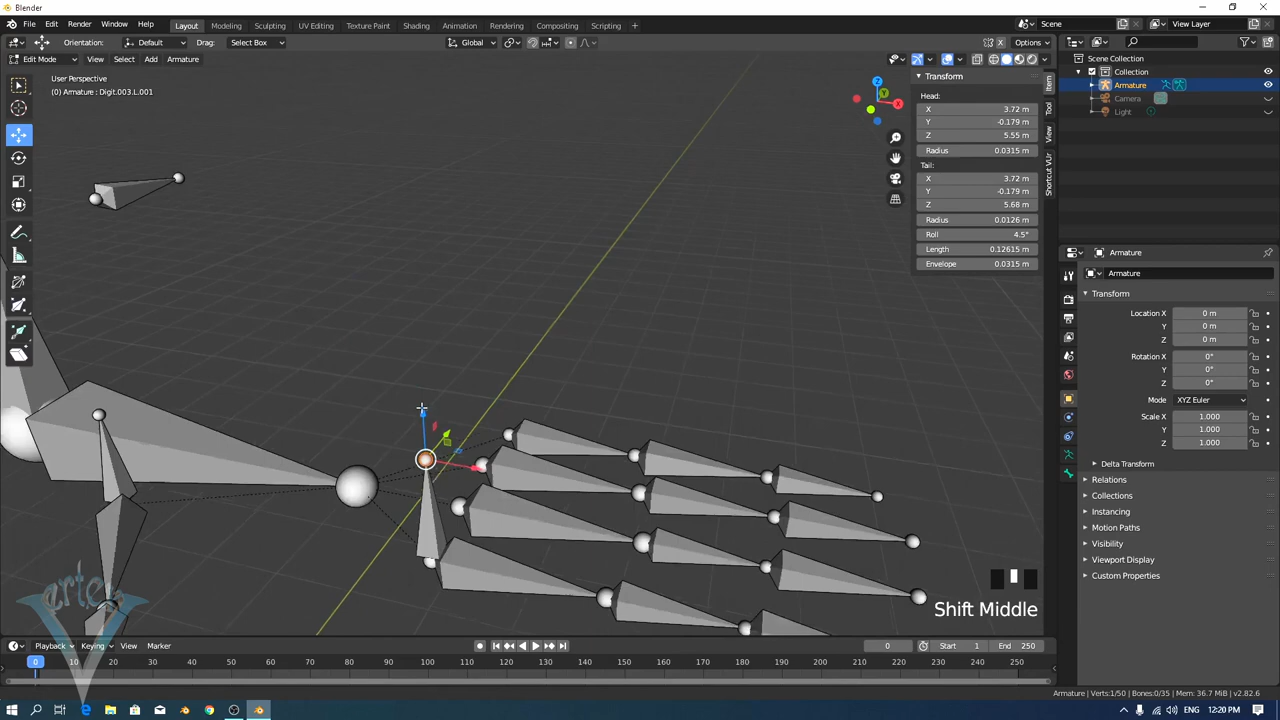 Blender
File Edit Render Window Help Layout Modeling Sculpting UV Editing Texture Paint Shading Animation Rendering Compositing Scripting + Scene View Layer
Orientation: Default Drag: Select Box Global X Options
Edit Mode View Select Add Armature
User Perspective
(0) Armature : Digit.003.L.001
Transform
Head:
X 3.72 m
Y -0.179 m
Z 5.55 m
Radius 0.0315 m
Tail:
X 3.72 m
Y -0.179 m
Z 5.68 m
Radius 0.0126 m
Roll 4.5°
Length 0.12615 m
Envelope 0.0315 m
Item
Tool
View
Shortcut VUr
Z
Y
X
Scene Collection
Collection
Armature
Camera
Light
Armature
Armature
Transform
Location X 0 m
Y 0 m
Z 0 m
Rotation X 0°
Y 0°
Z 0°
Mode XYZ Euler
Scale X 1.000
Y 1.000
Z 1.000
Delta Transform
Relations
Collections
Instancing
Motion Paths
Visibility
Viewport Display
Custom Properties
Shift Middle
artex
Playback Keying View Marker 0 Start 1 End 250
0 10 20 30 40 50 60 70 80 90 100 110 120 130 140 150 160 170 180 190 200 210 220 230 240 250
Armature | Verts:1/50 | Bones:0/35 | Mem: 36.7 MiB | v2.82.6
ENG 12:20 PM